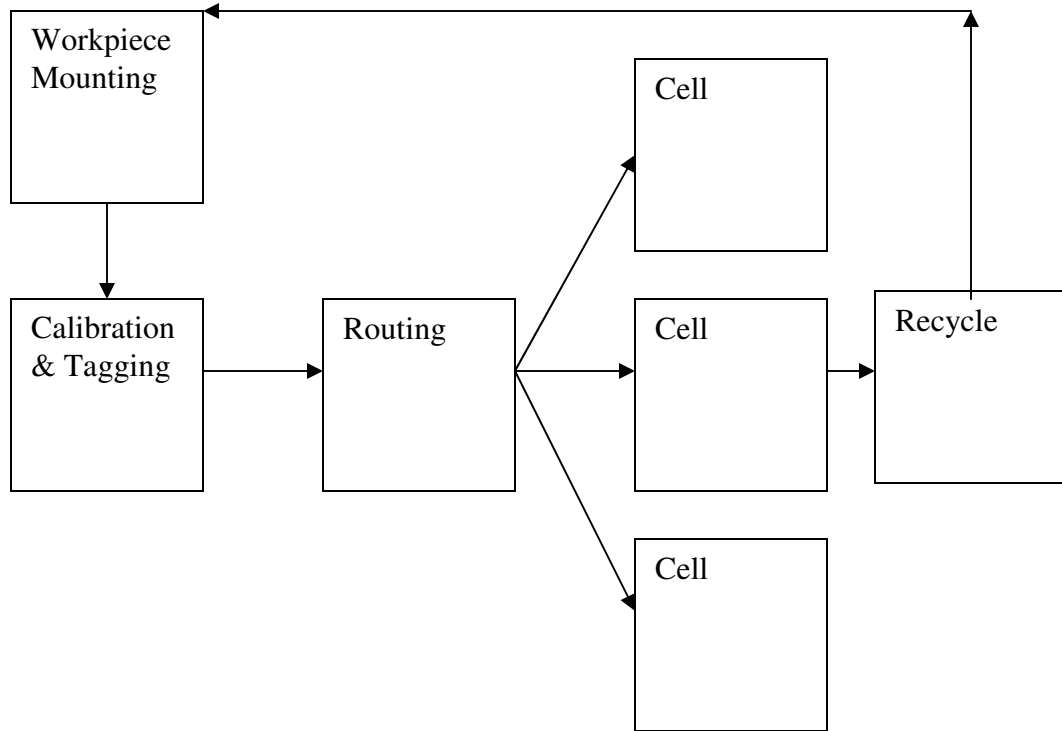 Workpiece
Mounting
Cell
Calibration
& Tagging
Routing
Cell
Recycle
Cell